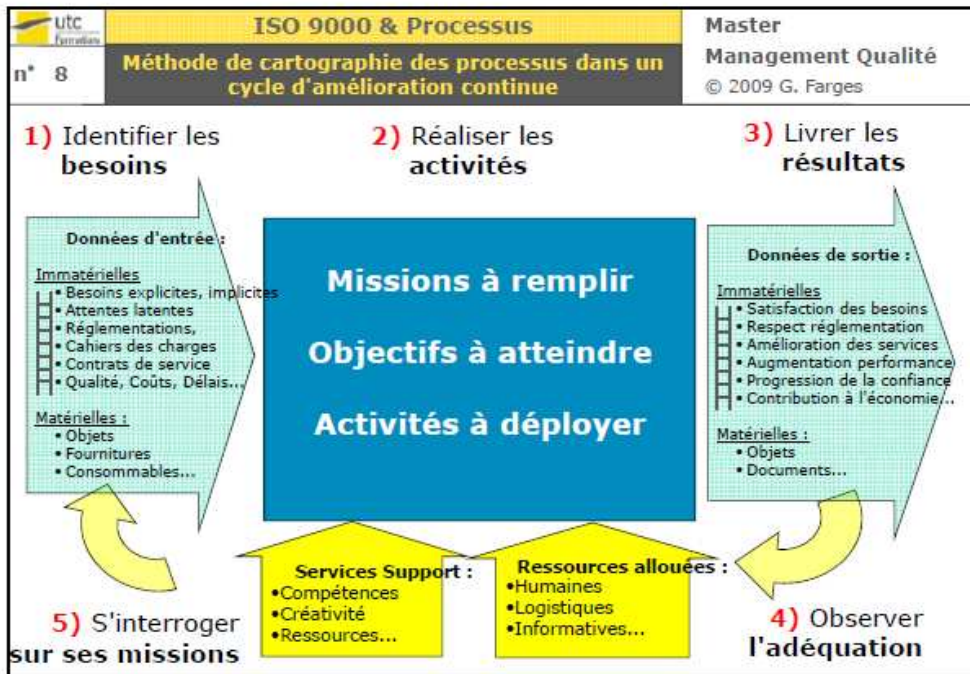 utc
Formations
n° 8
ISO 9000 & Processus
Méthode de cartographie des processus dans un
cycle d'amélioration continue
Master
Management Qualité
© 2009 G. Farges
1) Identifier les
besoins
2) Réaliser les
activités
3) Livrer les
résultats
Données d'entrée :
Immatérielles
• Besoins explicites, implicites
• Attentes latentes
• Réglementations,
• Cahiers des charges
• Contrats de service
• Qualité, Coûts, Délais...
Matérielles :
• Objets
• Fournitures
• Consommables...
Missions à remplir
Objectifs à atteindre
Activités à déployer
Données de sortie :
Immatérielles
• Satisfaction des besoins
• Respect réglementation
• Amélioration des services
• Augmentation performance
• Progression de la confiance
• Contribution à l'économie...
Matérielles :
• Objets
• Documents...
Services Support :
•Compétences
•Créativité
•Ressources...
Ressources allouées :
•Humaines
•Logistiques
•Informatives...
5) S'interroger
sur ses missions
4) Observer
l'adéquation